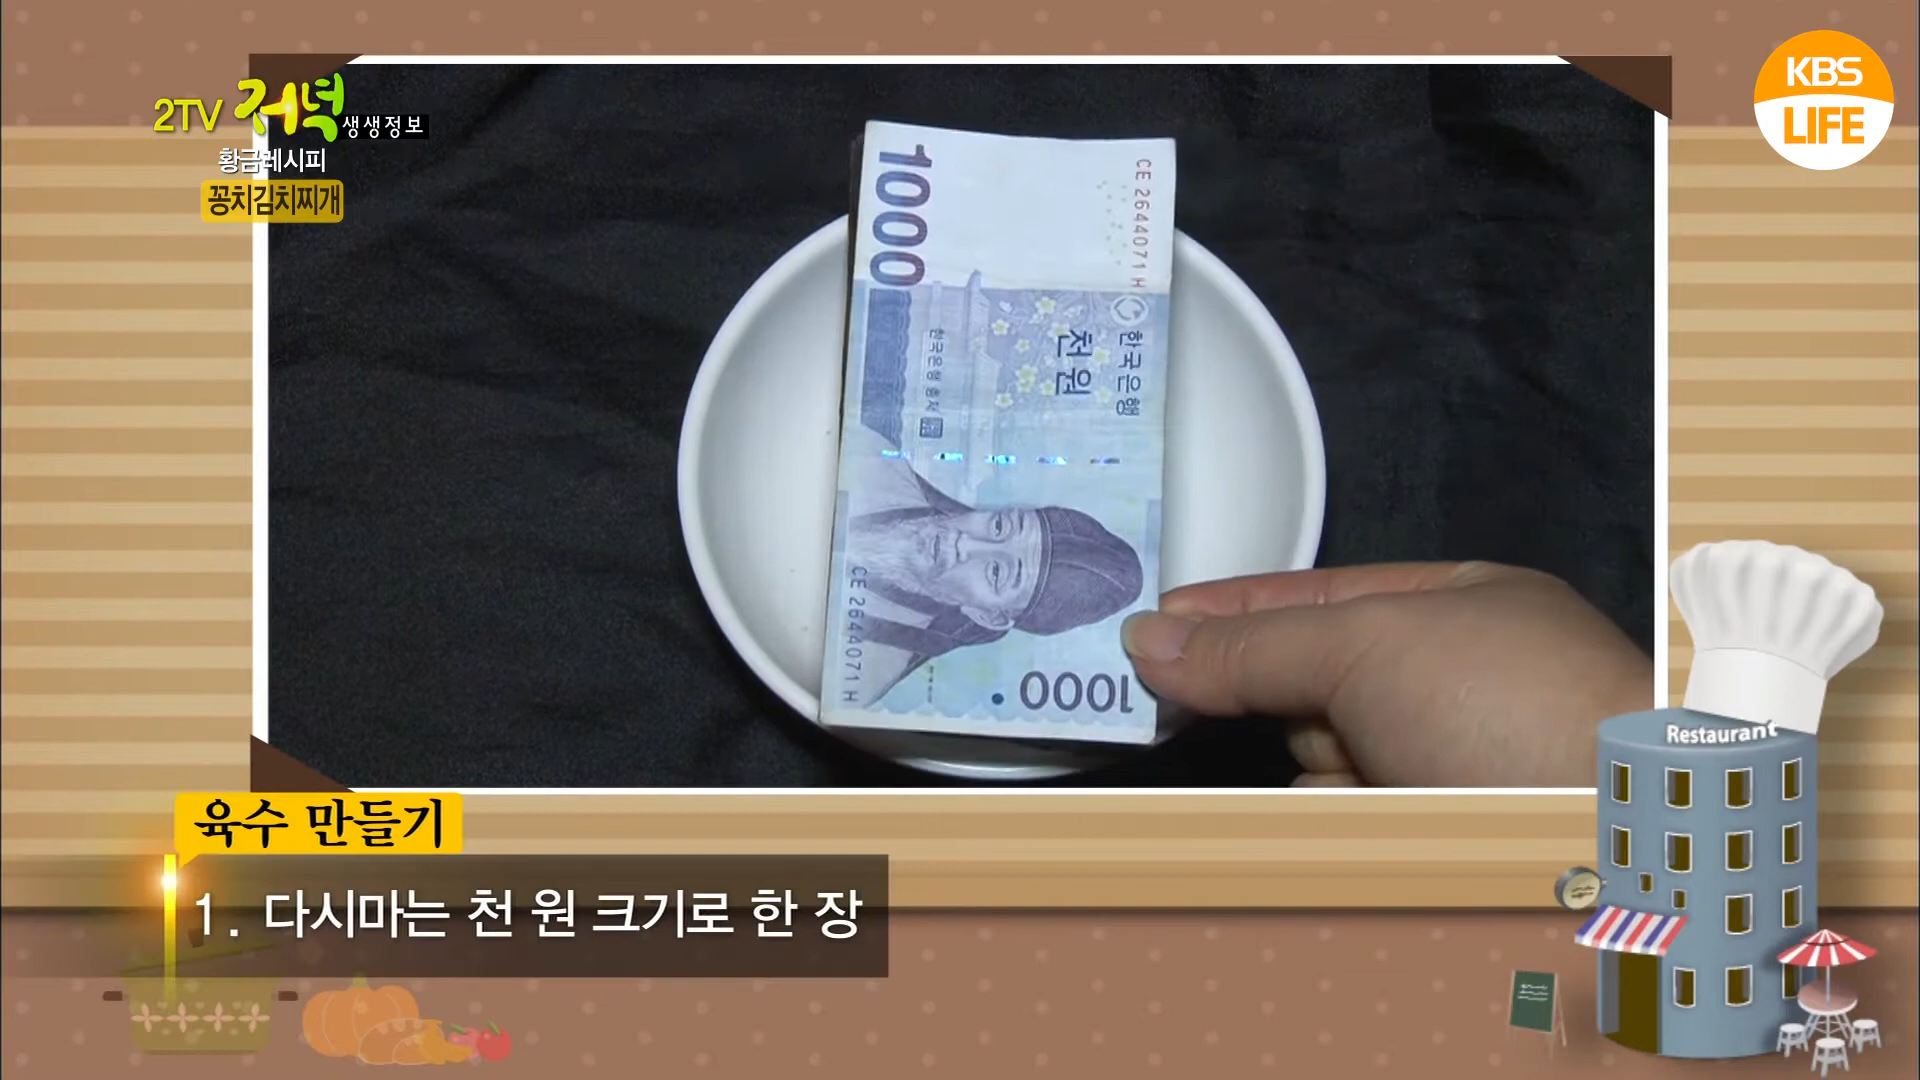 2TV 저녁 생생정보
황금레시피
꽁치김치찌개
KBS
LIFE
1000
CE 2644071 H
한국은행
천원
한국은행 총재
CE 2644071 H
1000
Restaurant
육수 만들기
1. 다시마는 천 원 크기로 한 장